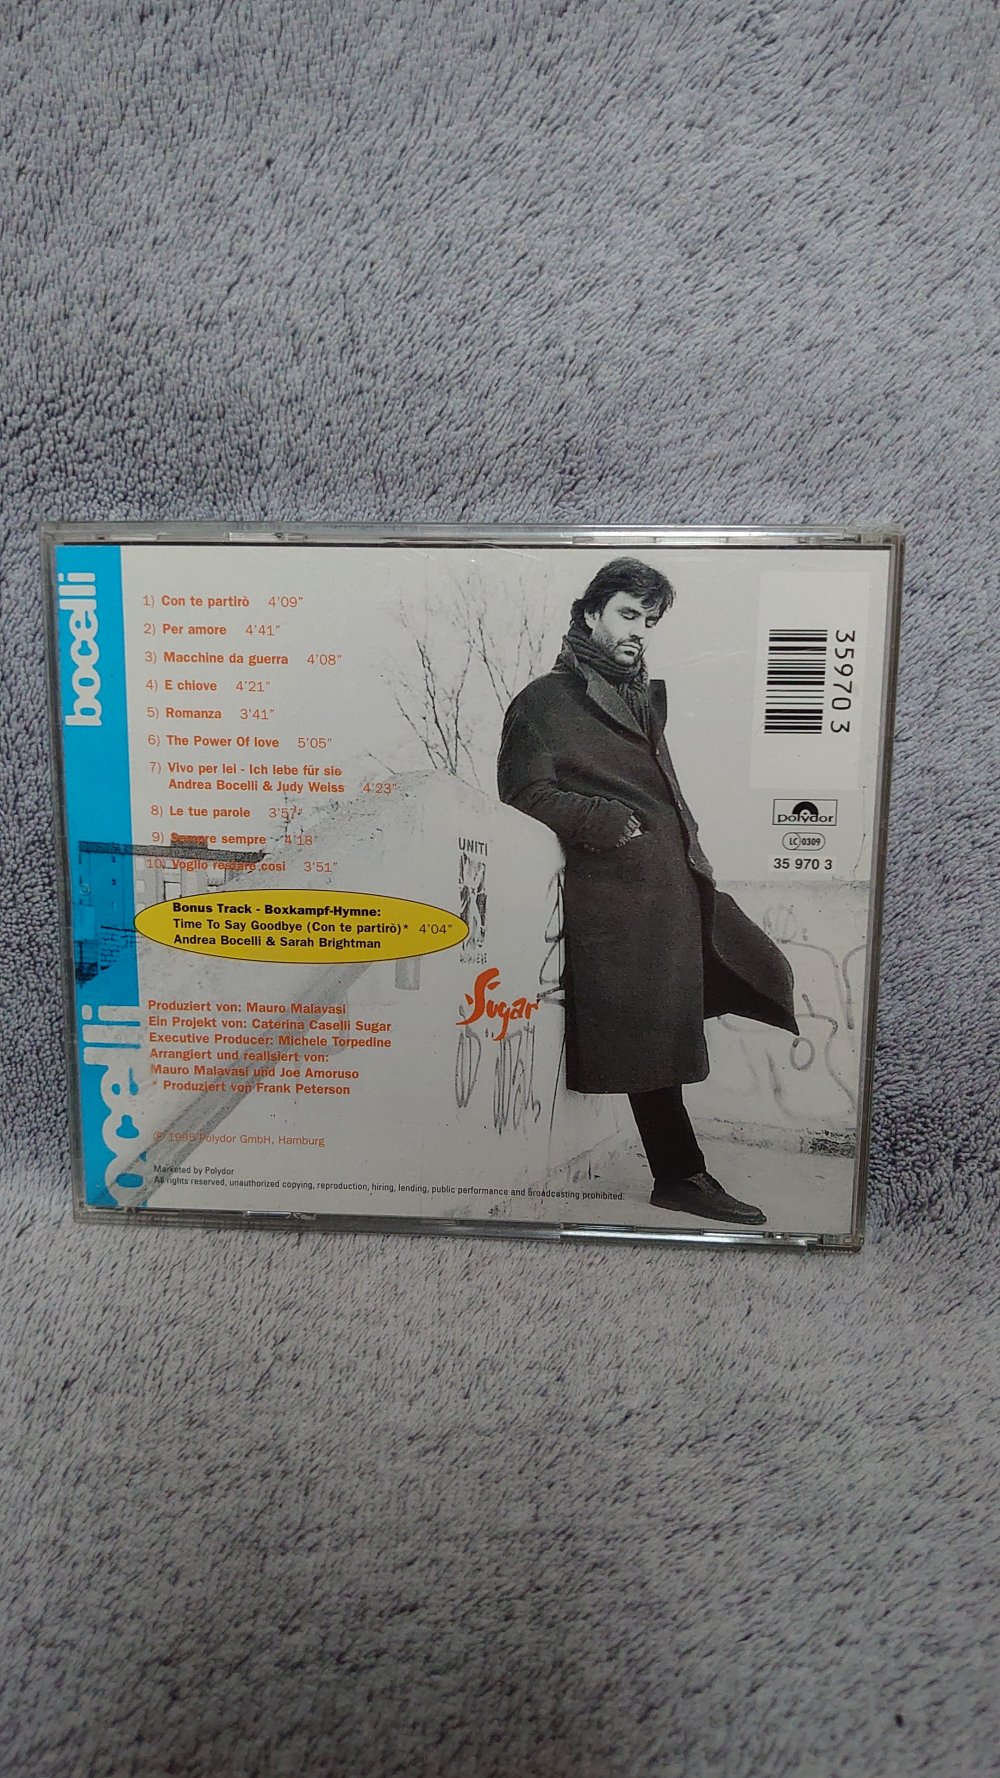 bocelli
1) Con te partirò 4'09"
2) Per amore 4'41"
3) Macchine da guerra 4'08"
4) E chiove 4'21"
5) Romanza 3'41"
6) The Power Of love 5'05"
7) Vivo per lei - Ich lebe für sie
Andrea Bocelli & Judy Weiss 4'23"
8) Le tue parole 3'57"
9) Sempre sempre 4'18"
10) Voglio restare cosi 3'51"
Bonus Track - Boxkampf-Hymne:
Time To Say Goodbye (Con te partirò)* 4'04"
Andrea Bocelli & Sarah Brightman
Produziert von: Mauro Malavasi
Ein Projekt von: Caterina Caselli Sugar
Executive Producer: Michele Torpedine
Arrangiert und realisiert von:
Mauro Malavasi und Joe Amoruso
* Produziert von Frank Peterson
℗ 1995 Polydor GmbH, Hamburg
Marketed by Polydor
All rights reserved, unauthorized copying, reproduction, hiring, lending, public performance and broadcasting prohibited.
ocelli
UNITI
Sugar
35970 3
polydor
LC 0309
35 970 3